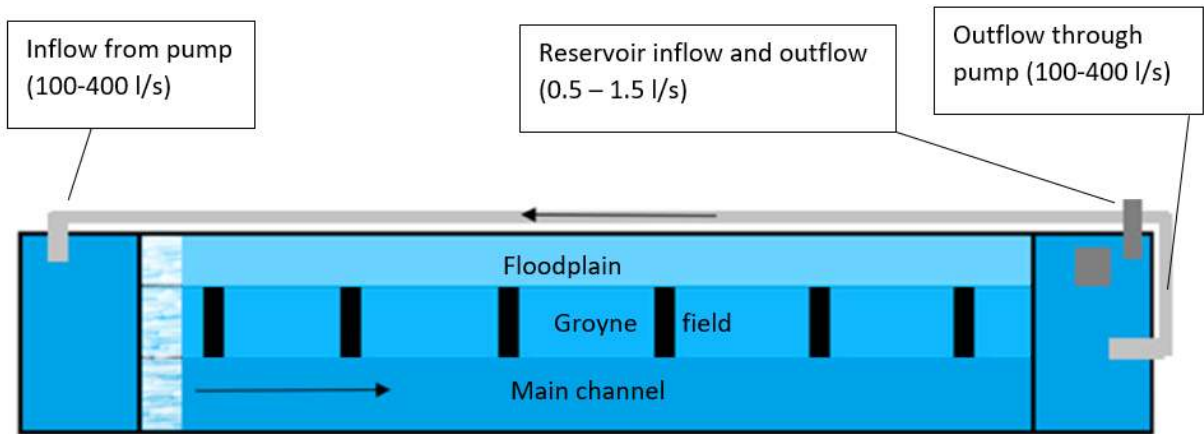 Inflow from pump
(100-400 l/s)
Reservoir inflow and outflow
(0.5 – 1.5 l/s)
Outflow through
pump (100-400 l/s)
Floodplain
Groyne field
Main channel